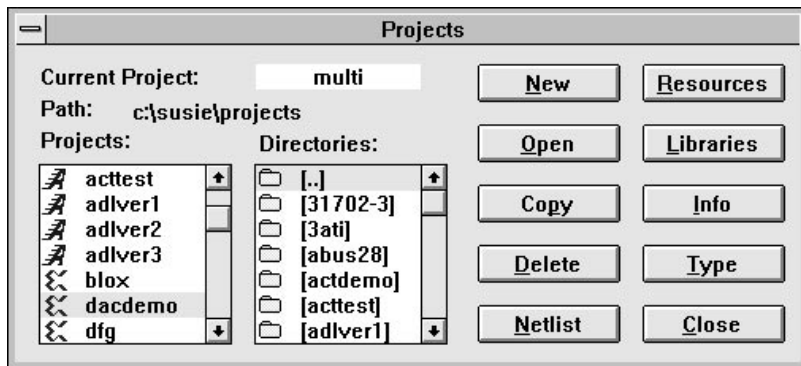 Projects
Current Project: multi
Path: c:\susie\projects
Projects:
acttest
adlver1
adlver2
adlver3
blox
dacdemo
dfg
Directories:
[..]
[31702-3]
[3ati]
[abus28]
[actdemo]
[acttest]
[adlver1]
New
Resources
Open
Libraries
Copy
Info
Delete
Type
Netlist
Close